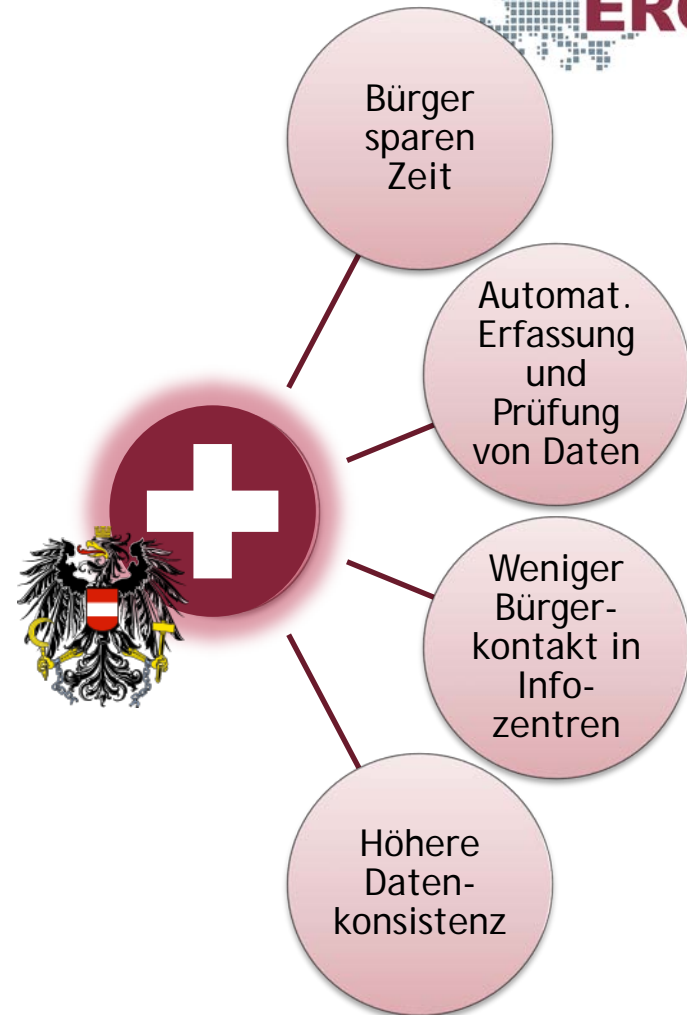 Bürger
sparen
Zeit
Automat.
Erfassung
und
Prüfung
von Daten
Weniger
Bürger-
kontakt in
Info-
zentren
Höhere
Daten-
konsistenz